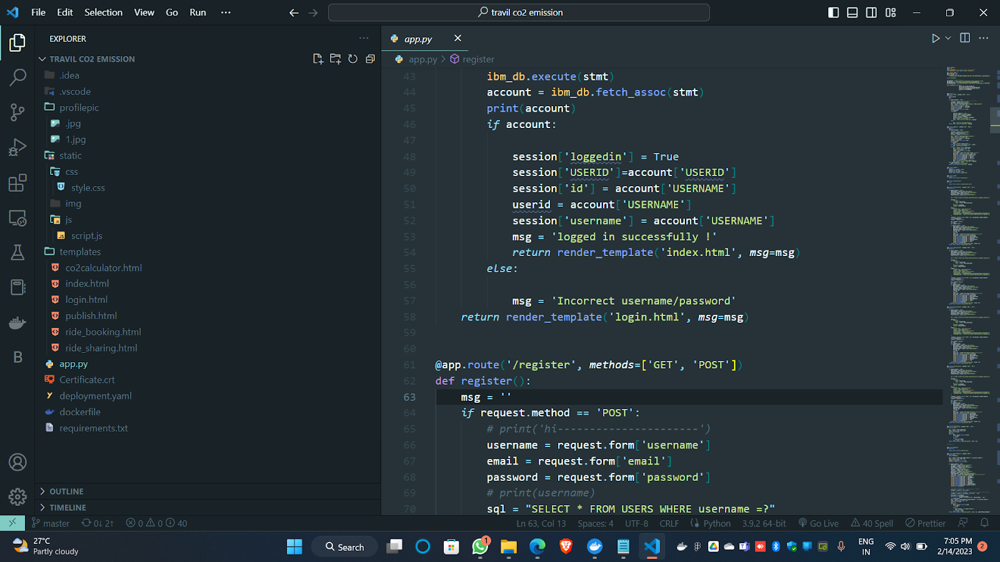 File Edit Selection View Go Run ··· travil co2 emission
EXPLORER ···
TRAVIL CO2 EMISSION
.idea
.vscode
profilepic
.jpg
1.jpg
static
css
style.css
img
js
script.js
templates
co2calculator.html
index.html
login.html
publish.html
ride_booking.html
ride_sharing.html
app.py
Certificate.crt
deployment.yaml
dockerfile
requirements.txt
OUTLINE
TIMELINE
app.py
app.py > register
43 ibm_db.execute(stmt)
44 account = ibm_db.fetch_assoc(stmt)
45 print(account)
46 if account:
47
48 session['loggedin'] = True
49 session['USERID']=account['USERID']
50 session['id'] = account['USERNAME']
51 userid = account['USERNAME']
52 session['username'] = account['USERNAME']
53 msg = 'logged in successfully !'
54 return render_template('index.html', msg=msg)
55 else:
56
57 msg = 'Incorrect username/password'
58 return render_template('login.html', msg=msg)
59
60
61 @app.route('/register', methods=['GET', 'POST'])
62 def register():
63 msg = ''
64 if request.method == 'POST':
65 # print('hi----------------------')
66 username = request.form['username']
67 email = request.form['email']
68 password = request.form['password']
69 # print(username)
70 sql = "SELECT * FROM USERS WHERE username =?"
master 0↓ 2↑ 0 0 40 Ln 63, Col 13 Spaces: 4 UTF-8 CRLF Python 3.9.2 64-bit Go Live 40 Spell Prettier
27°C
Partly cloudy
Search
1
ENG
IN
7:05 PM
2/14/2023
2